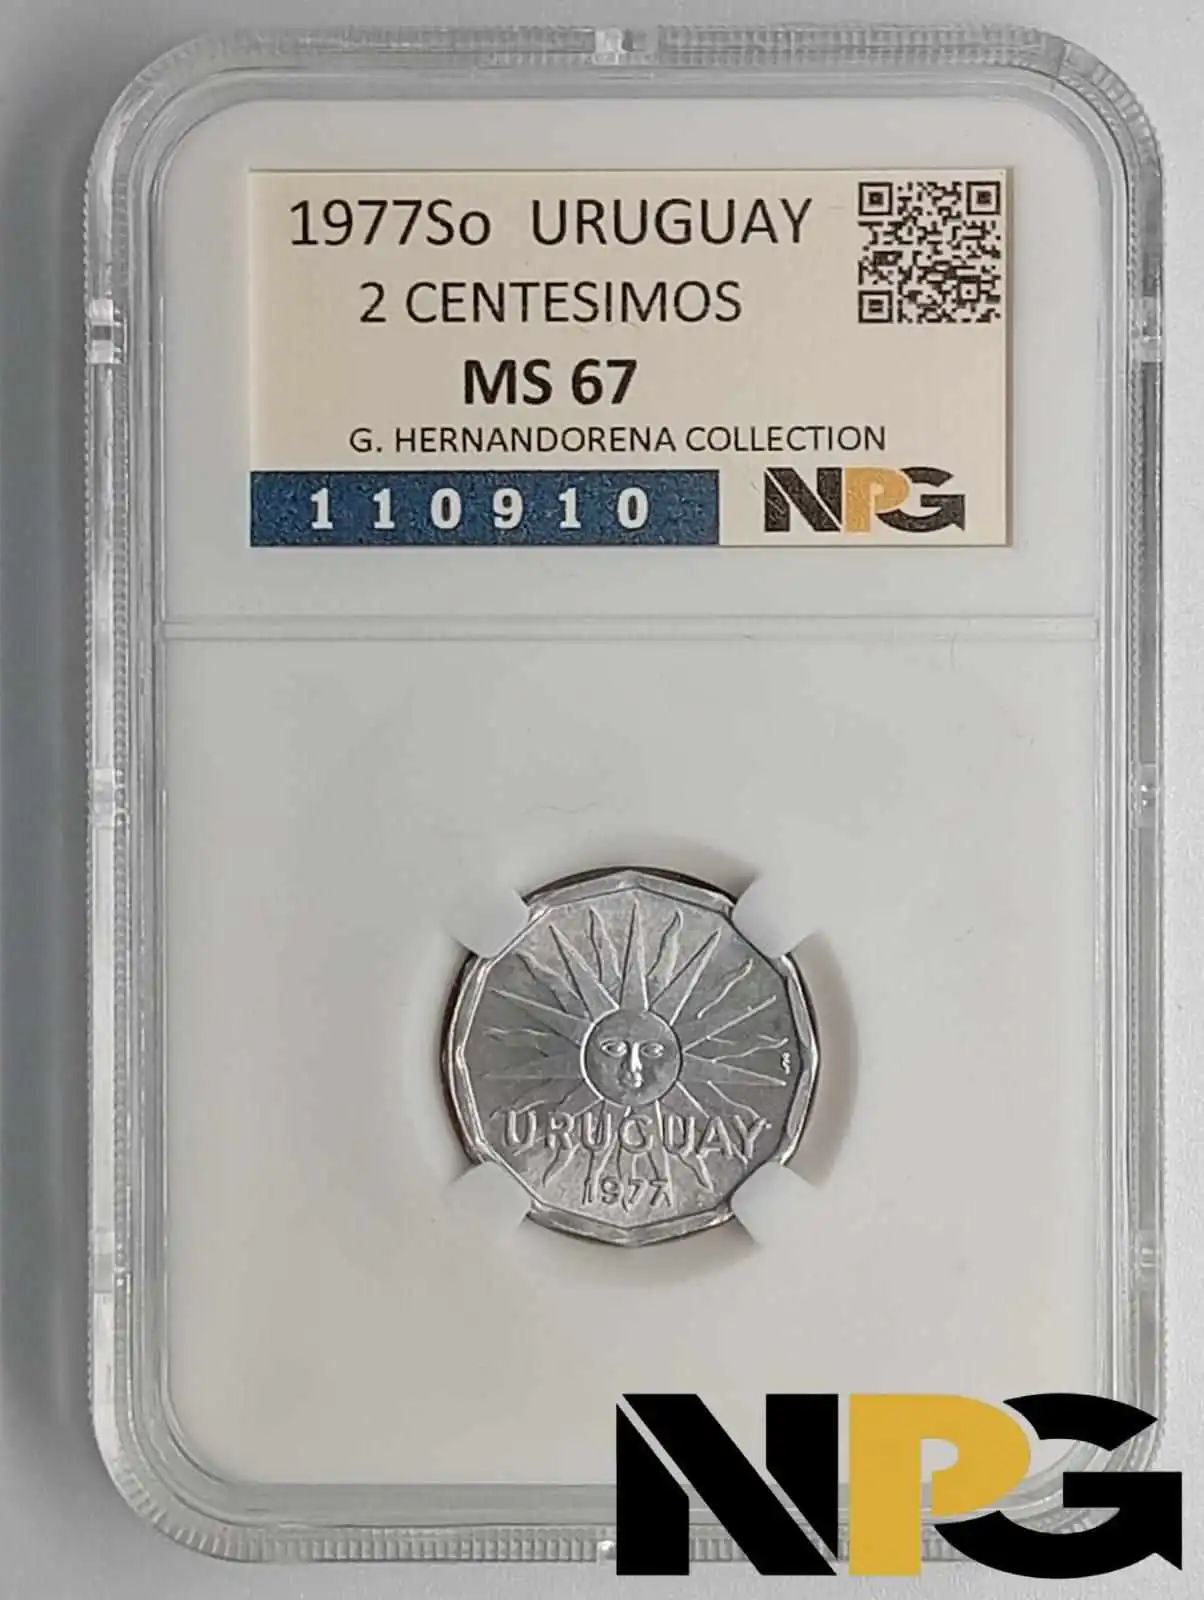 1977So URUGUAY
2 CENTESIMOS
MS 67
G. HERNANDORENA COLLECTION
110910 NPG
URUGUAY
1977
NPG